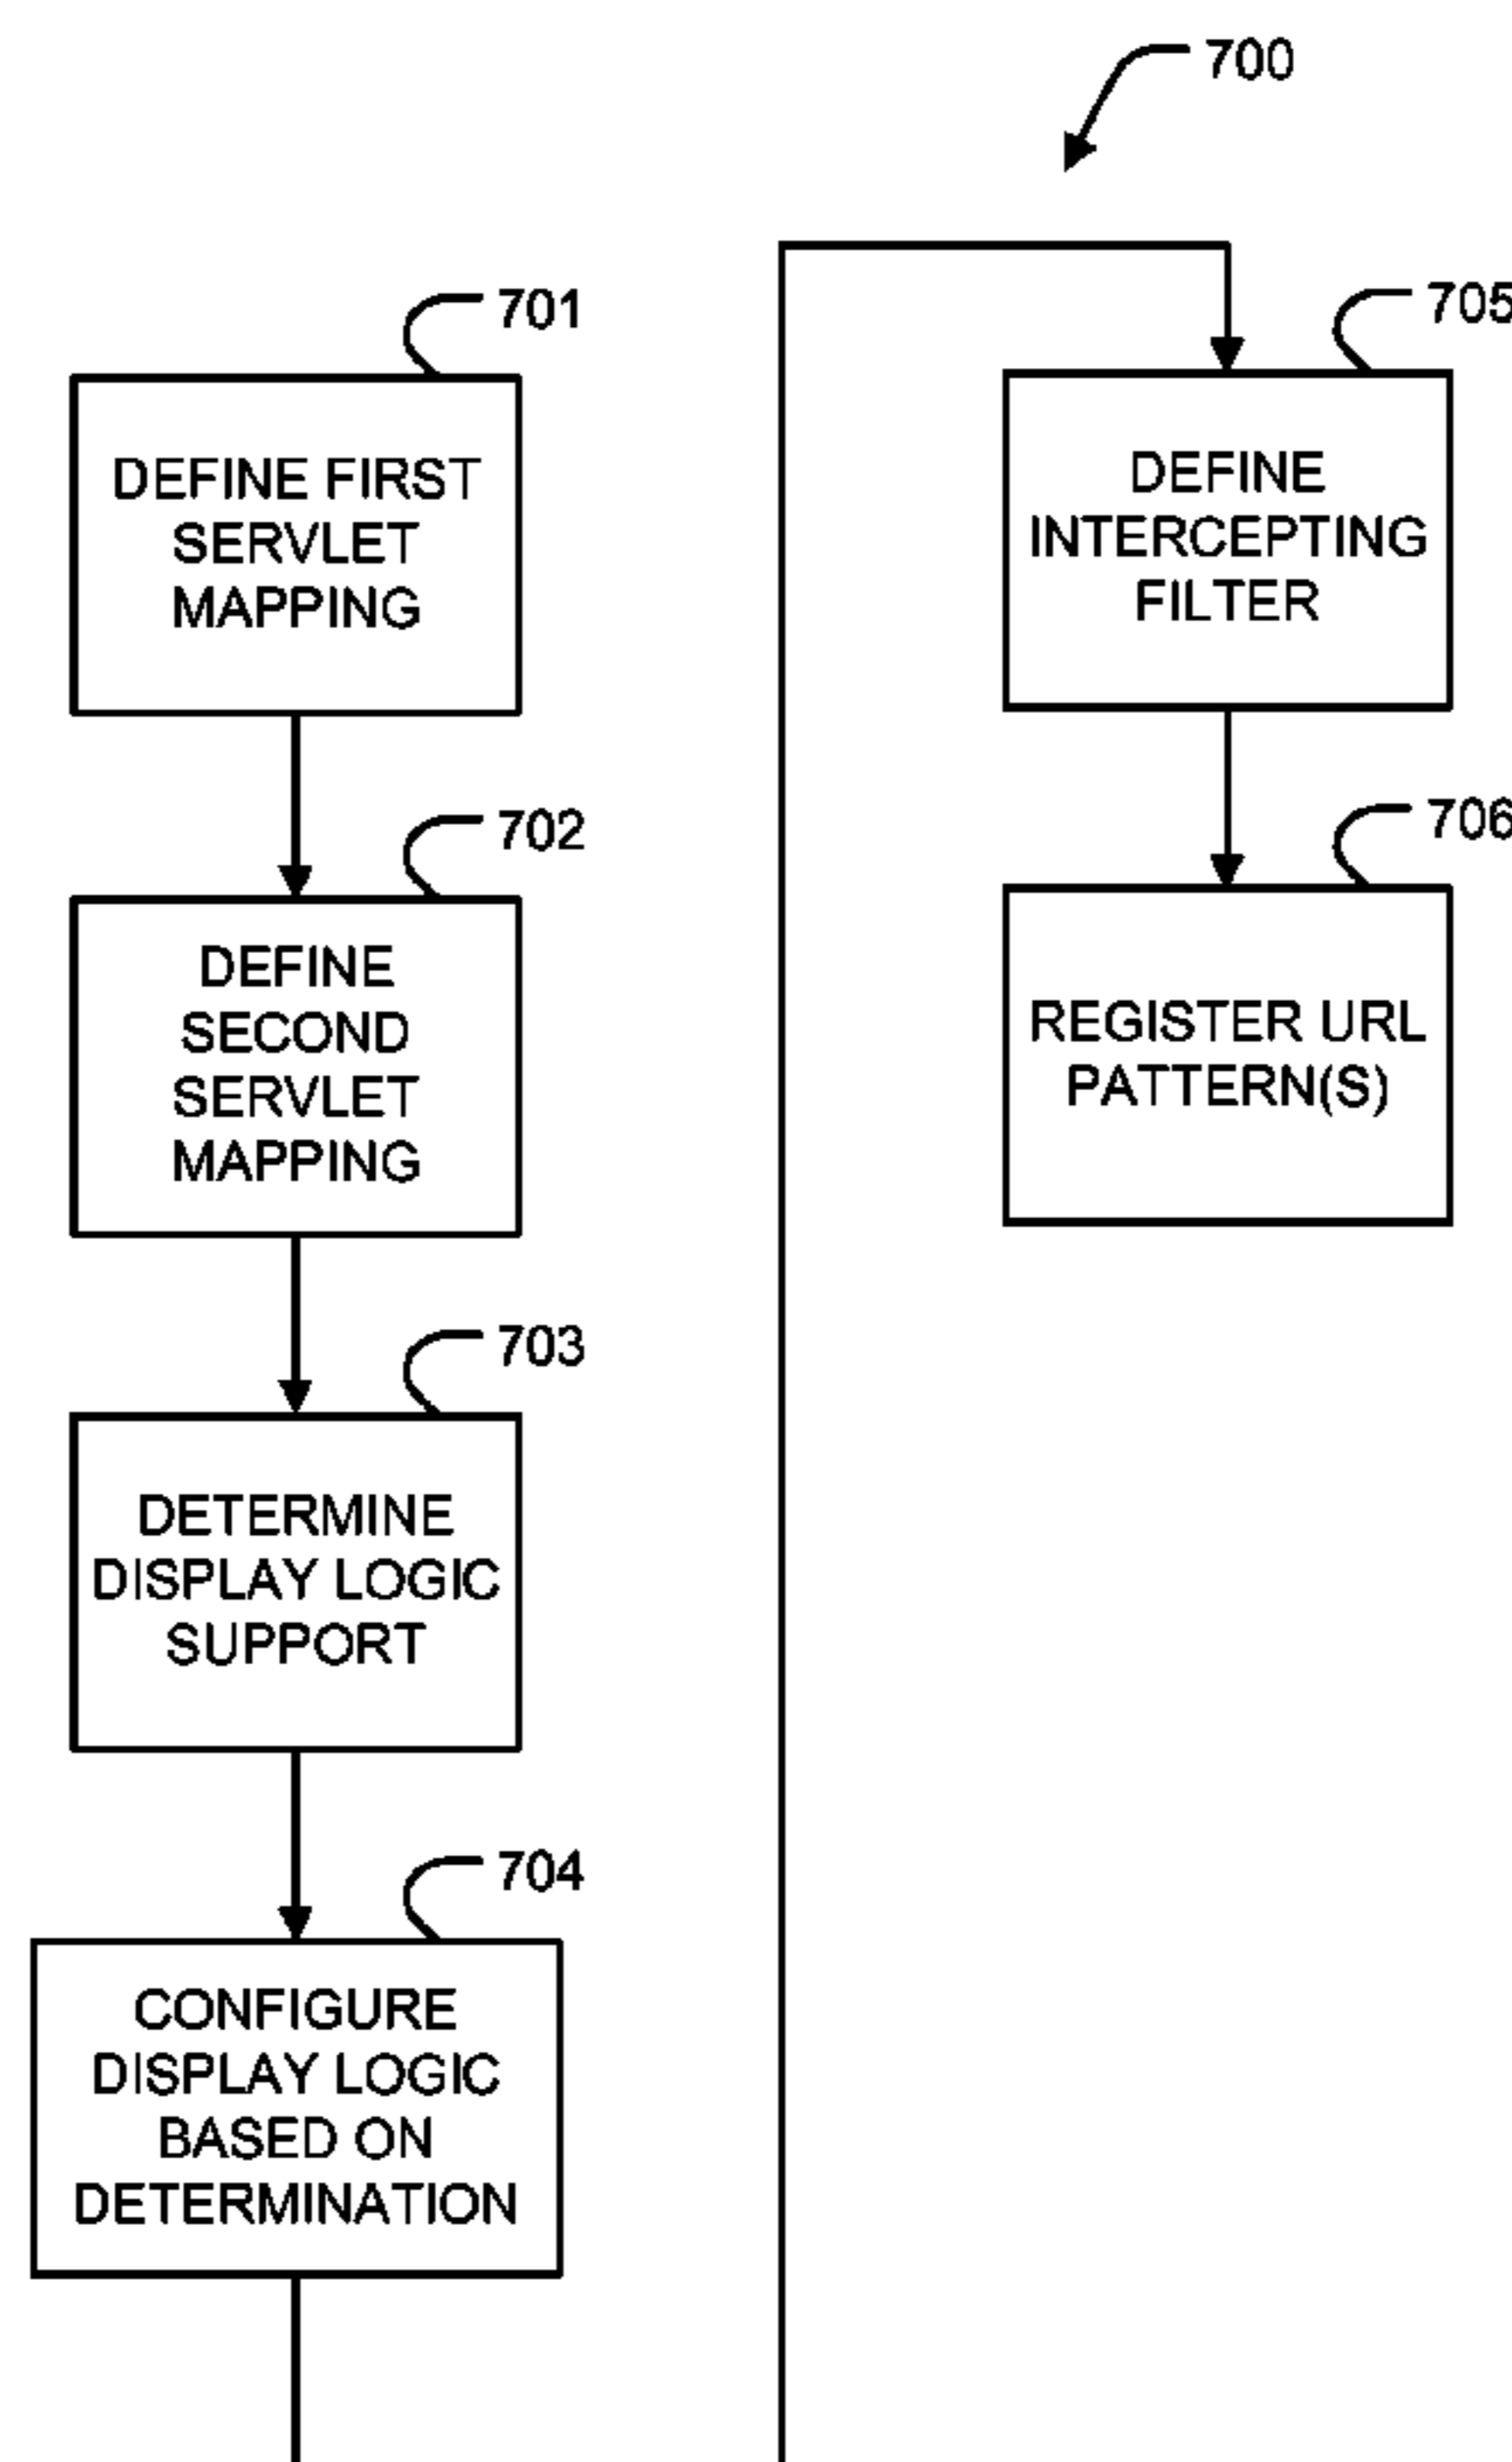 700
701
DEFINE FIRST
SERVLET
MAPPING
702
DEFINE
SECOND
SERVLET
MAPPING
703
DETERMINE
DISPLAY LOGIC
SUPPORT
704
CONFIGURE
DISPLAY LOGIC
BASED ON
DETERMINATION
705
DEFINE
INTERCEPTING
FILTER
706
REGISTER URL
PATTERN(S)